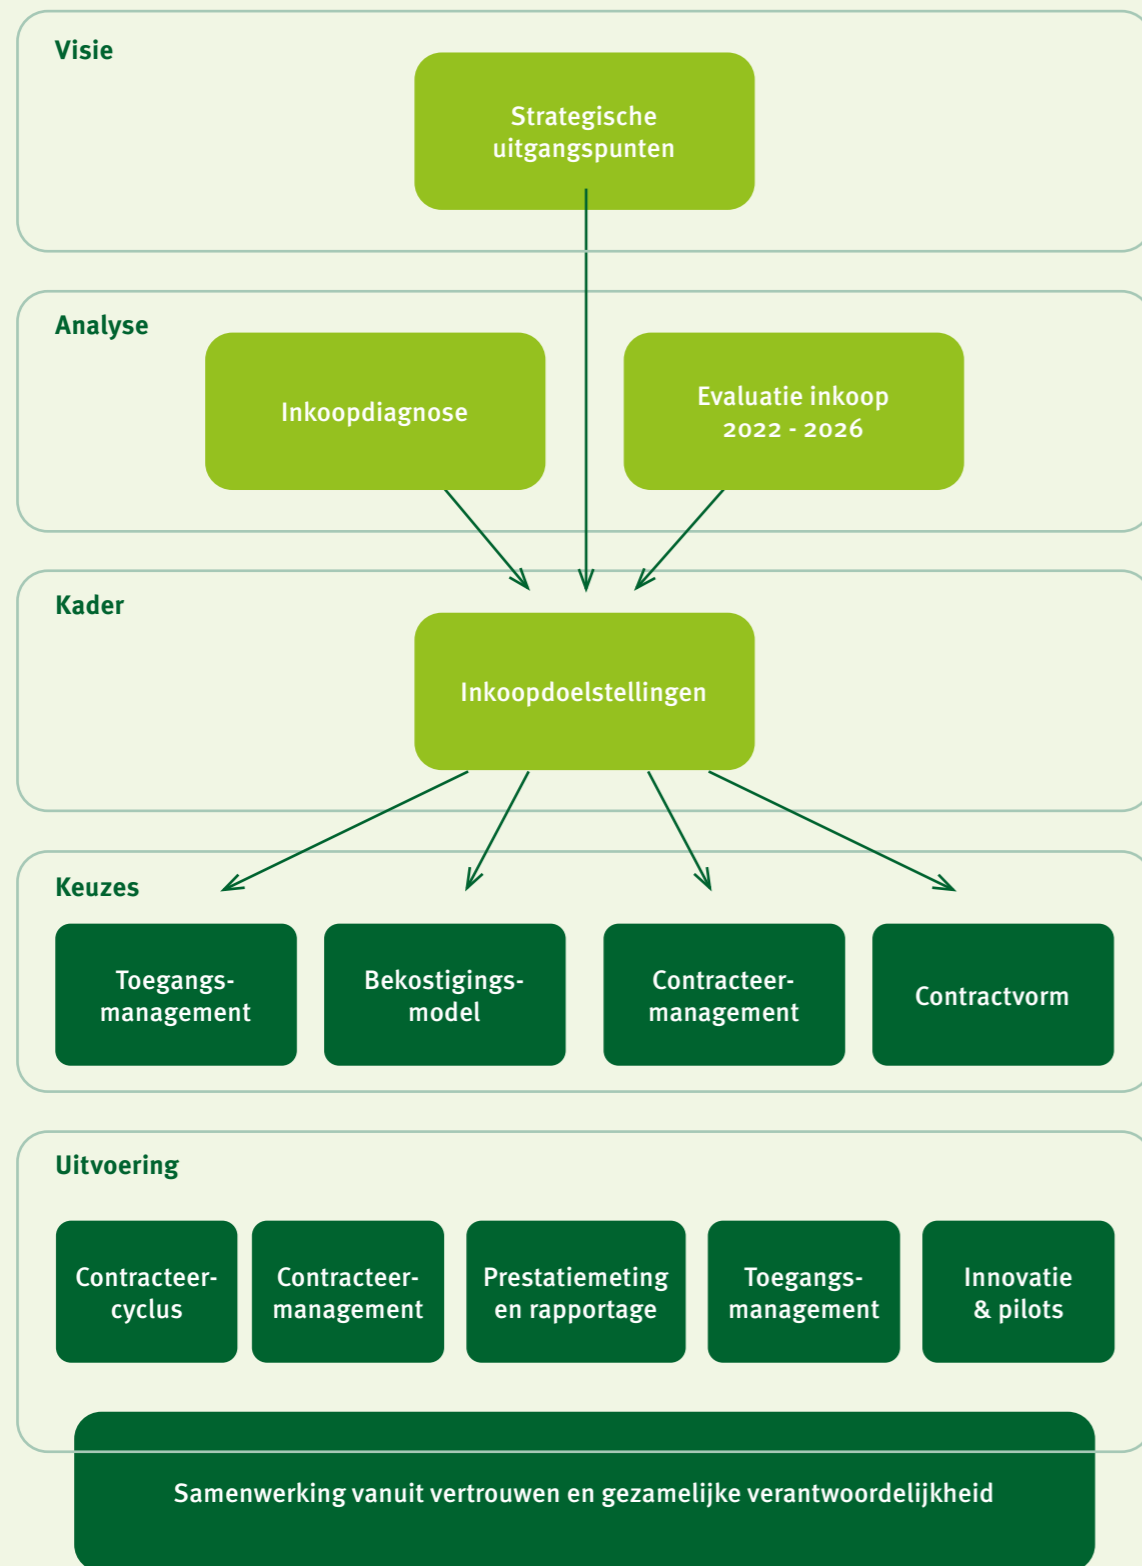 Visie
Strategische
uitgangspunten
Analyse
Inkoopdiagnose
Evaluatie inkoop
2022 - 2026
Kader
Inkoopdoelstellingen
Keuzes
Toegangs-
management
Bekostigings-
model
Contracteer-
management
Contractvorm
Uitvoering
Contracteer-
cyclus
Contracteer-
management
Prestatiemeting
en rapportage
Toegangs-
management
Innovatie
& pilots
Samenwerking vanuit vertrouwen en gezamelijke verantwoordelijkheid